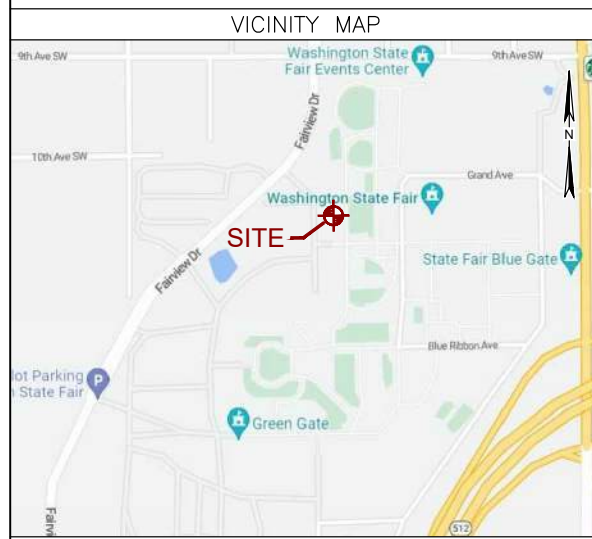 VICINITY MAP
9th Ave SW
Washington State
Fair Events Center
9th Ave SW
Fairview Dr
N
10th Ave SW
Grand Ave
Washington State Fair
SITE
State Fair Blue Gate
Fairview Dr
Blue Ribbon Ave
lot Parking
State Fair
P
Green Gate
512